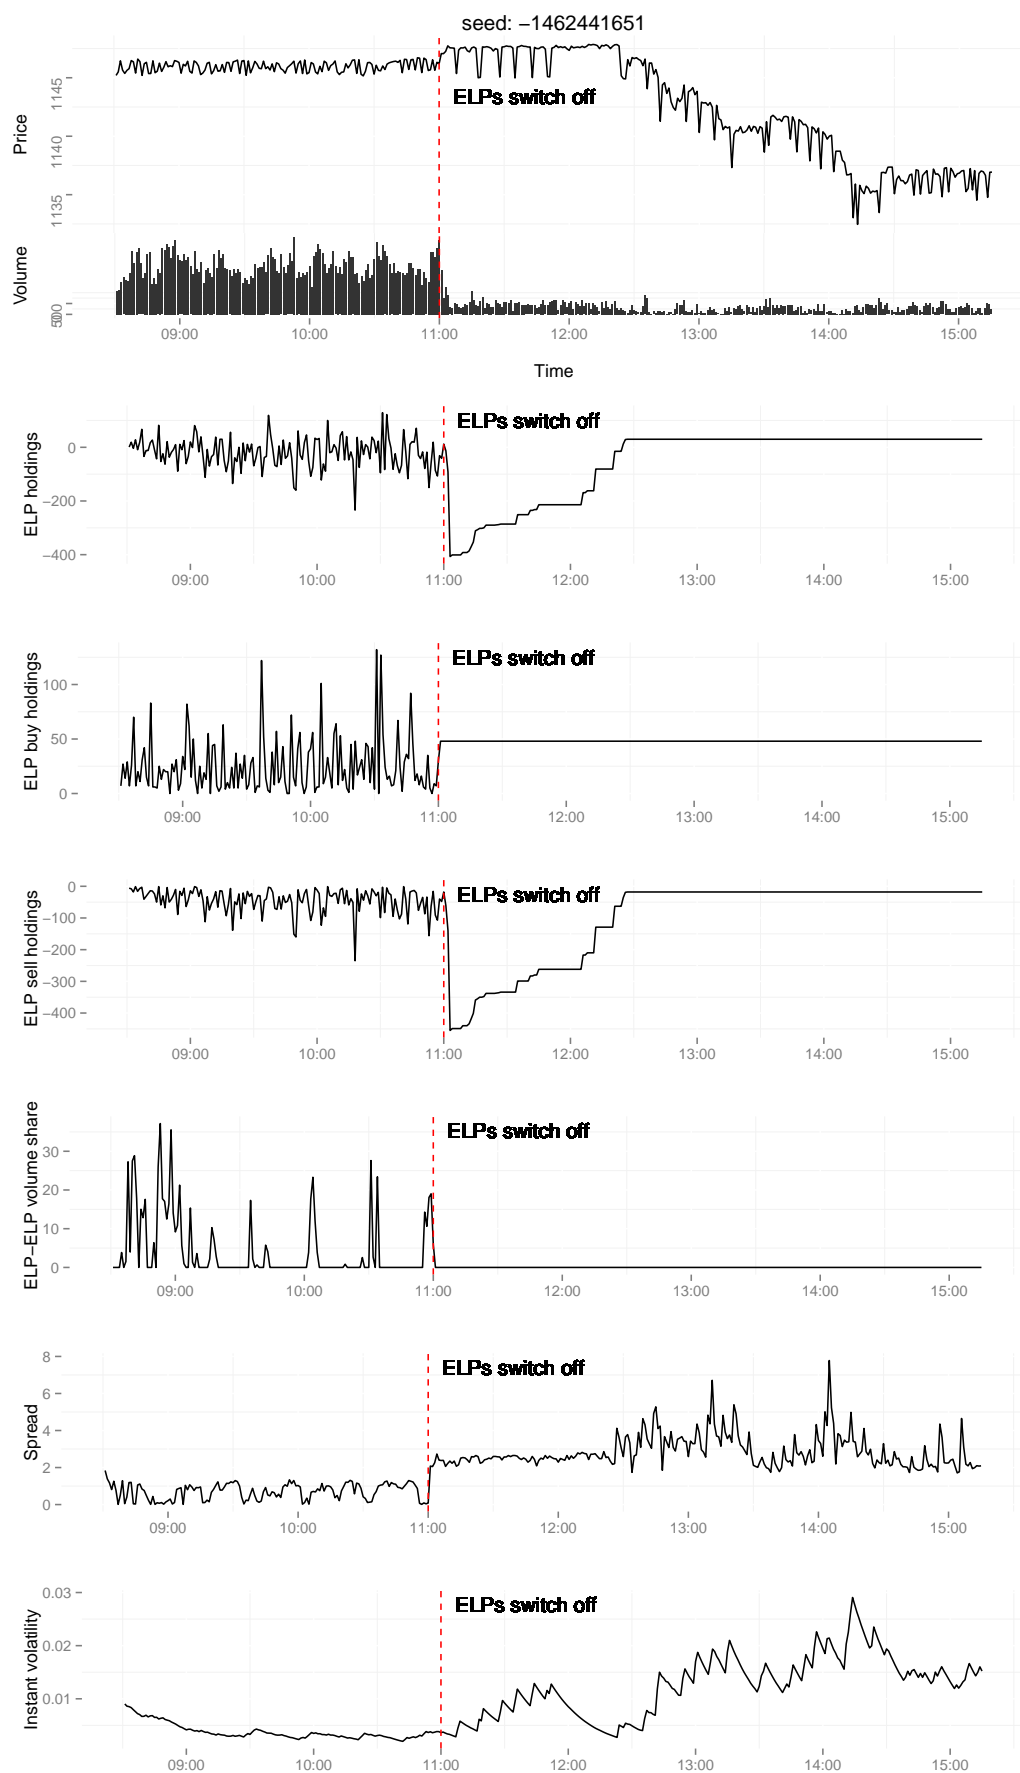 seed: −1462441651
Price
1145
1140
1135
ELPs switch off
Volume
500
09:00 10:00 11:00 12:00 13:00 14:00 15:00
Time
ELP holdings
0
−200
−400
ELPs switch off
09:00 10:00 11:00 12:00 13:00 14:00 15:00
ELP buy holdings
100
50
0
ELPs switch off
09:00 10:00 11:00 12:00 13:00 14:00 15:00
ELP sell holdings
0
−100
−200
−300
−400
ELPs switch off
09:00 10:00 11:00 12:00 13:00 14:00 15:00
ELP−ELP volume share
30
20
10
0
ELPs switch off
09:00 10:00 11:00 12:00 13:00 14:00 15:00
Spread
8
6
4
2
0
ELPs switch off
09:00 10:00 11:00 12:00 13:00 14:00 15:00
Instant volatility
0.03
0.02
0.01
ELPs switch off
09:00 10:00 11:00 12:00 13:00 14:00 15:00